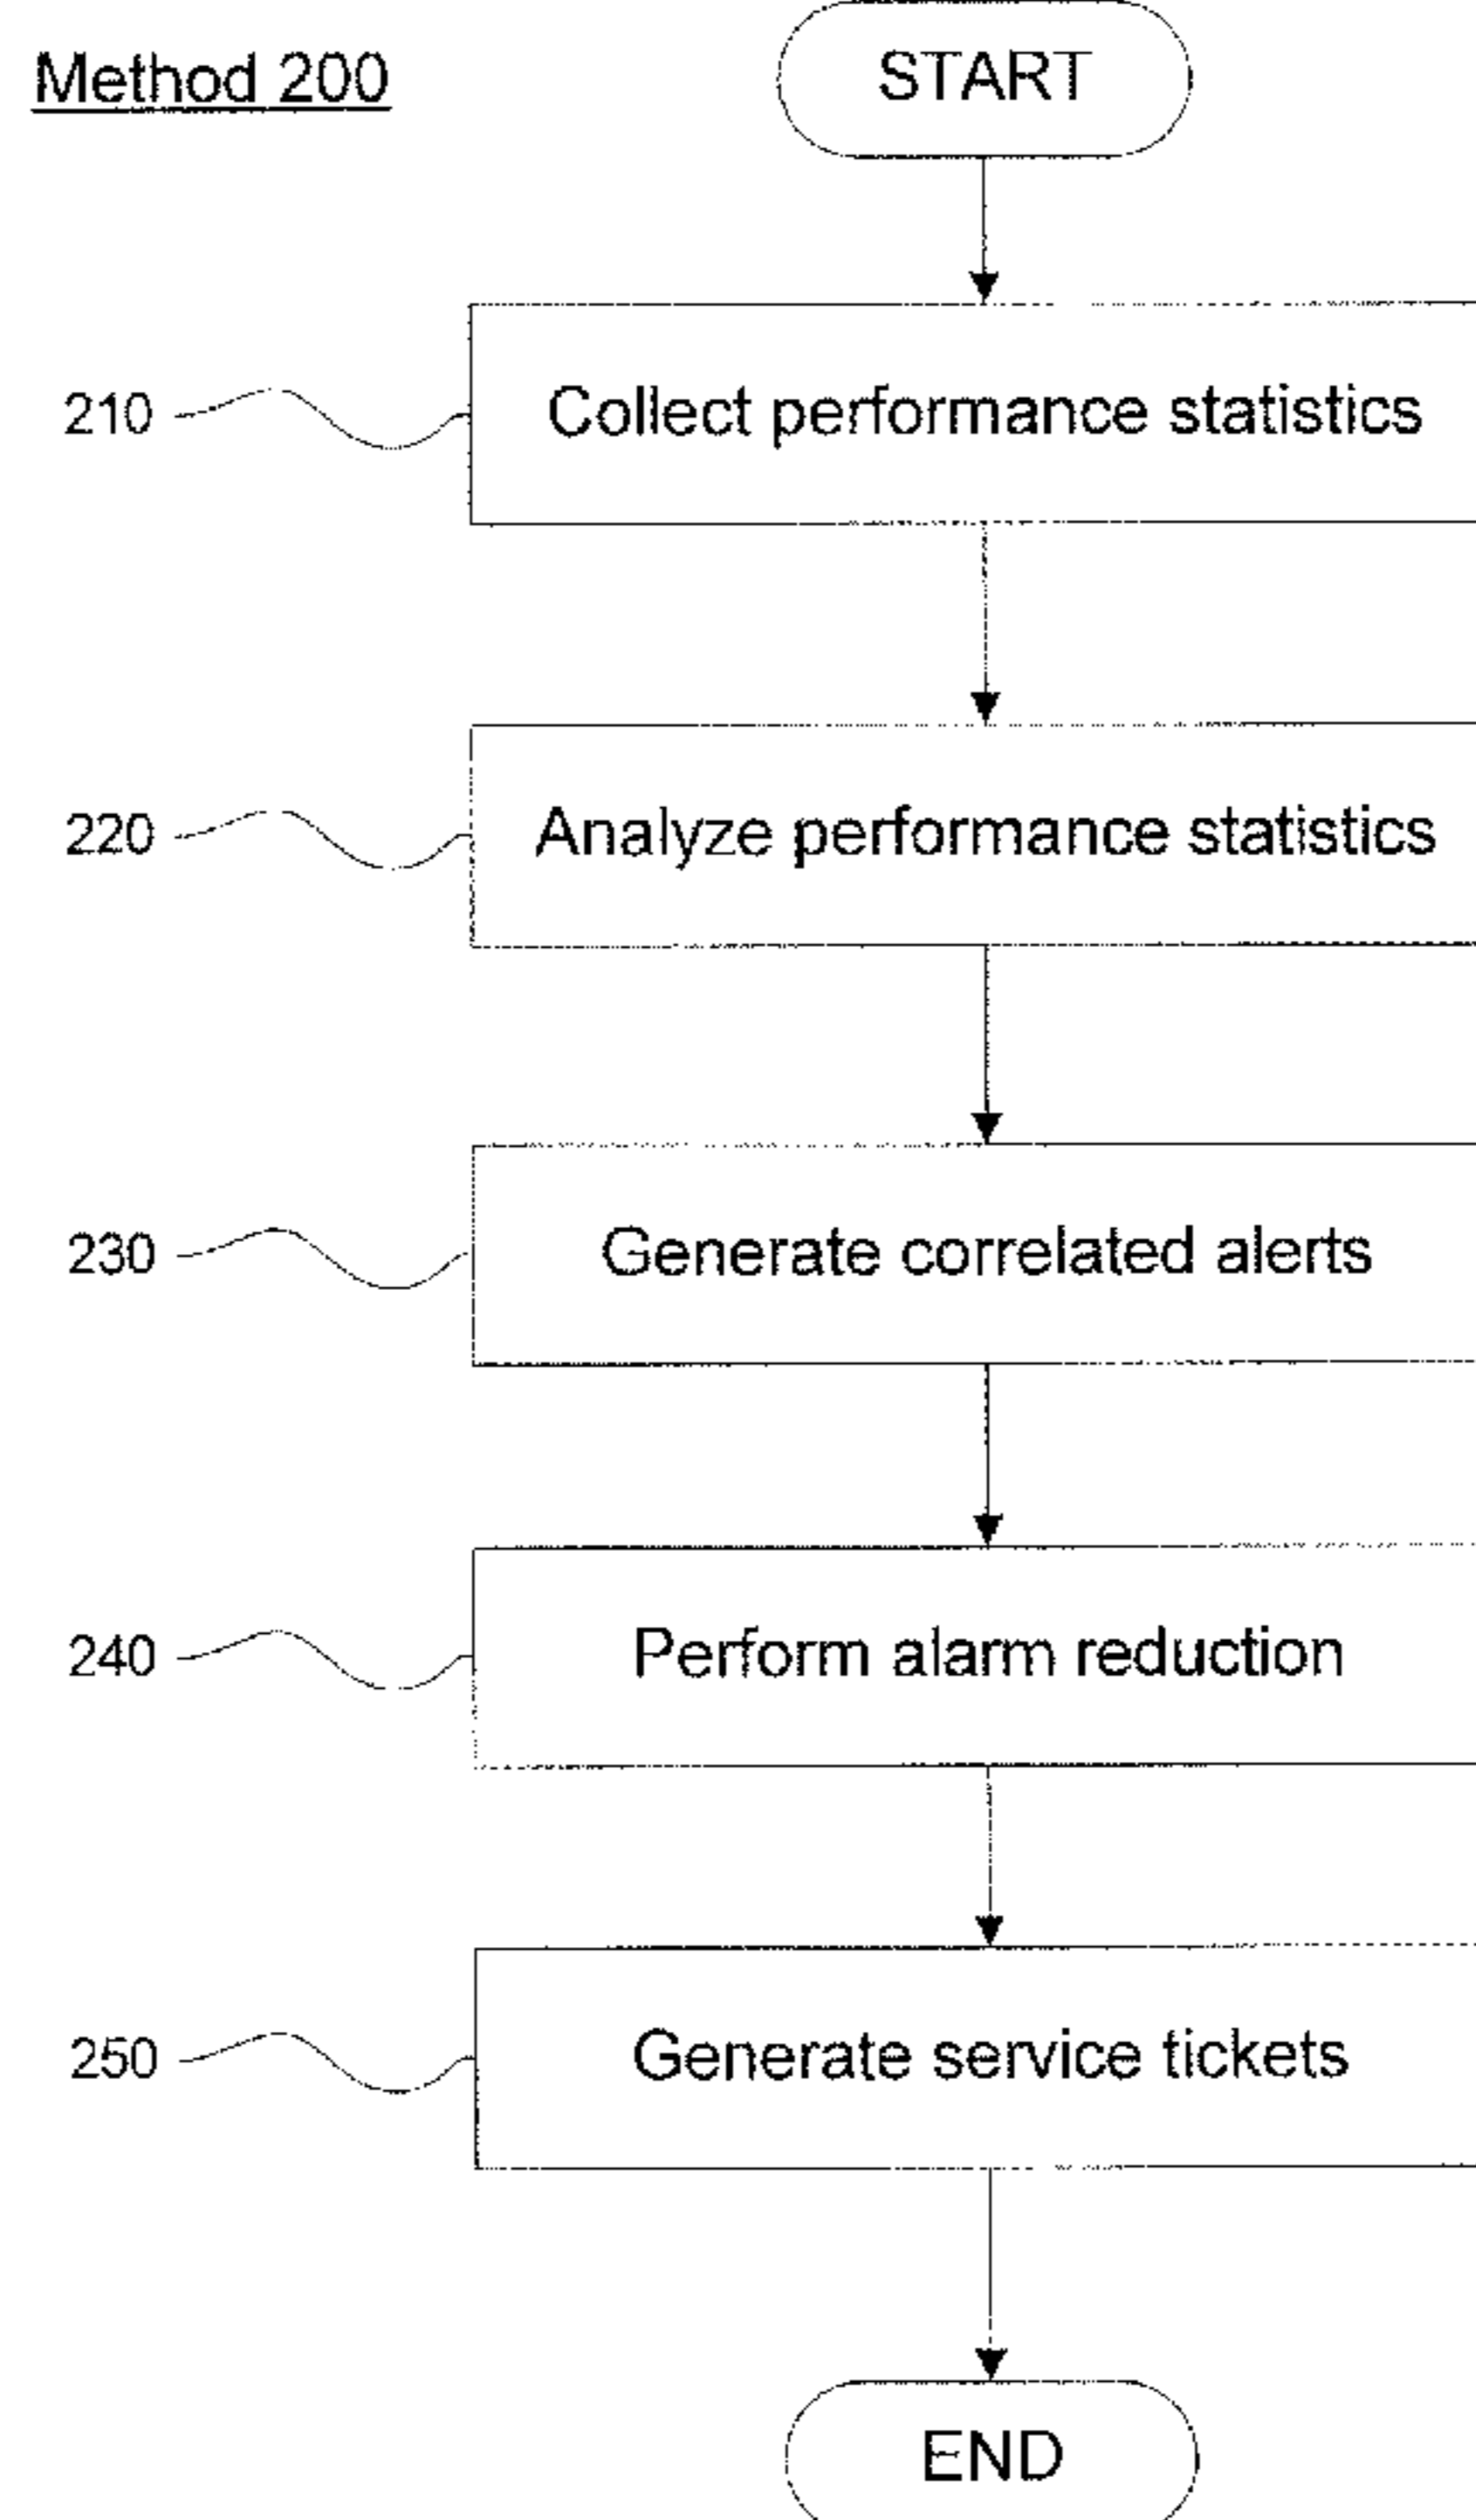 Method 200
START
210 Collect performance statistics
220 Analyze performance statistics
230 Generate correlated alerts
240 Perform alarm reduction
250 Generate service tickets
END